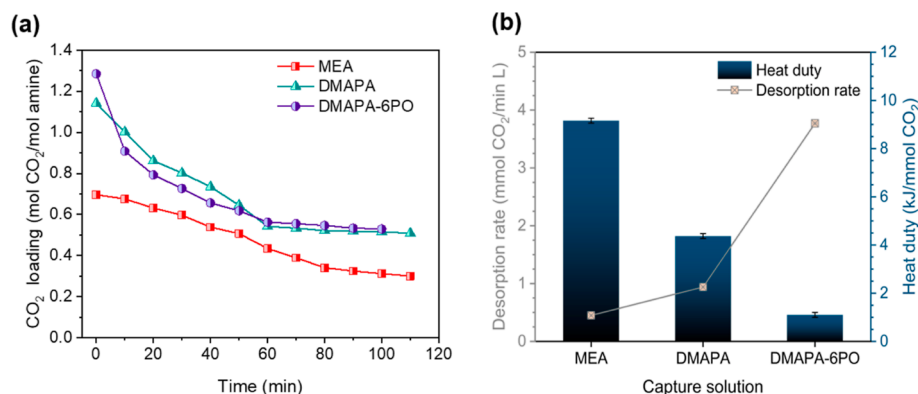 (a)
CO2 loading (mol CO2/mol amine)
1.4
1.2
1.0
0.8
0.6
0.4
0.2
0.0
MEA
DMAPA
DMAPA-6PO
0 20 40 60 80 100 120
Time (min)
(b)
Desorption rate (mmol CO2/min L)
5
4
3
2
1
0
Heat duty
Desorption rate
12
10
8
6
4
2
0
Heat duty (kJ/mmol CO2)
MEA DMAPA DMAPA-6PO
Capture solution